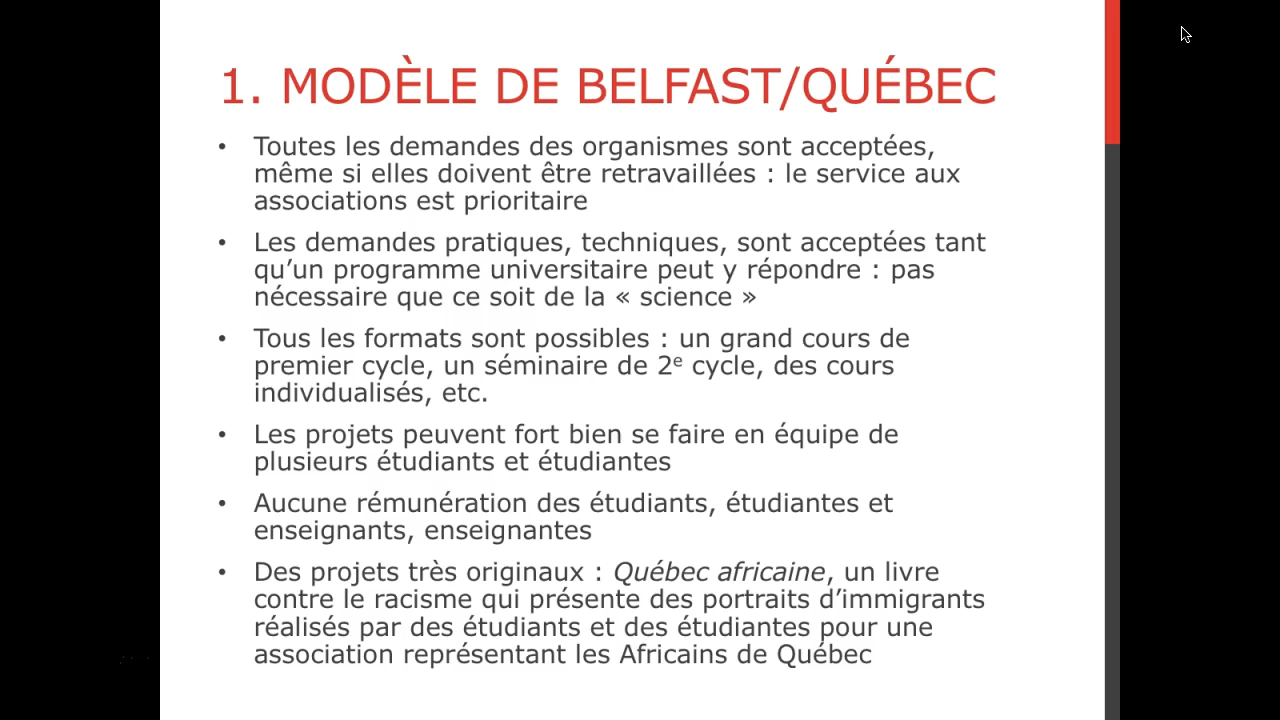 1. MODÈLE DE BELFAST/QUÉBEC
• Toutes les demandes des organismes sont acceptées,
même si elles doivent être retravaillées : le service aux
associations est prioritaire
• Les demandes pratiques, techniques, sont acceptées tant
qu’un programme universitaire peut y répondre : pas
nécessaire que ce soit de la « science »
• Tous les formats sont possibles : un grand cours de
premier cycle, un séminaire de 2e cycle, des cours
individualisés, etc.
• Les projets peuvent fort bien se faire en équipe de
plusieurs étudiants et étudiantes
• Aucune rémunération des étudiants, étudiantes et
enseignants, enseignantes
• Des projets très originaux : Québec africaine, un livre
contre le racisme qui présente des portraits d’immigrants
réalisés par des étudiants et des étudiantes pour une
association représentant les Africains de Québec